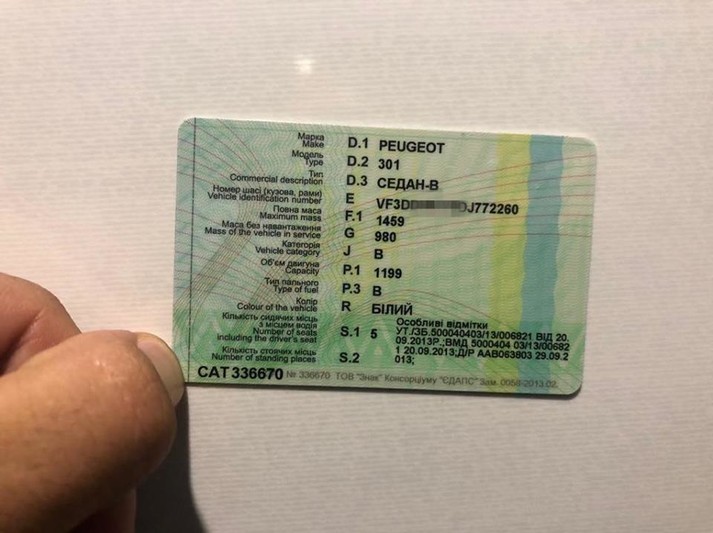 Марка
Make D.1 PEUGEOT
Модель
Type D.2 301
Тип
Commercial description D.3 СЕДАН-В
Номер шасі (кузова, рами)
Vehicle identification number E VF3DD DJ772260
Повна маса
Maximum mass F.1 1459
Маса без навантаження
Mass of the vehicle in service G 980
Категорія
Vehicle category J B
Об'єм двигуна
Capacity P.1 1199
Тип пального
Type of fuel P.3 B
Колір
Colour of the vehicle R БІЛИЙ
Кількість сидячих місць
з місцем водія
Number of seats
including the driver's seat S.1 5
Кількість стоячих місць
Number of standing places S.2
Особливі відмітки
УТ./ЗБ.500040403/13/006821 ВІД 20.
09.2013Р.;ВМД 5000404 03/13/00682
1 20.09.2013;Д/Р ААВ063803 29.09.2
013;
САТ 336670 № 336670 ТОВ "Знак" Консорціуму "ЄДАПС" Зам. 0058-2013 02.